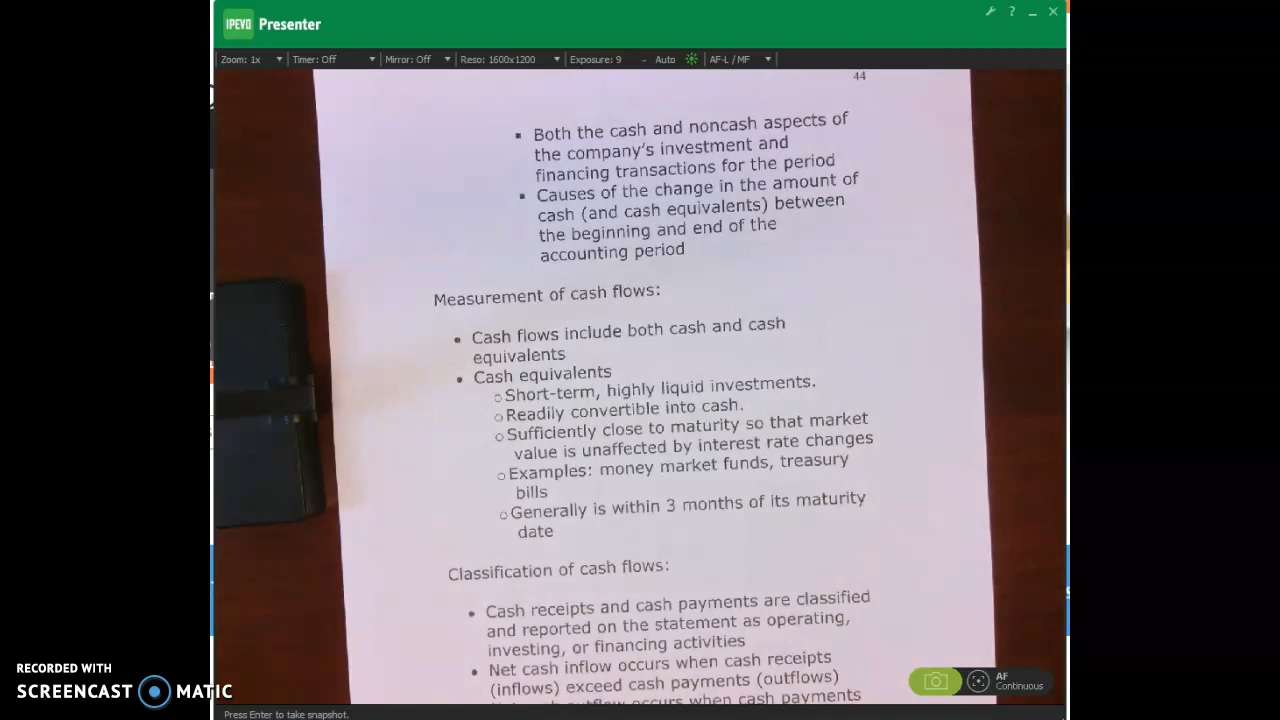 IPEVO Presenter
Zoom: 1x Timer: Off Mirror: Off Reso: 1600x1200 Exposure: 9 - Auto AF-L / MF
44
▪ Both the cash and noncash aspects of
the company's investment and
financing transactions for the period
▪ Causes of the change in the amount of
cash (and cash equivalents) between
the beginning and end of the
accounting period
Measurement of cash flows:
• Cash flows include both cash and cash
equivalents
• Cash equivalents
○ Short-term, highly liquid investments.
○ Readily convertible into cash.
○ Sufficiently close to maturity so that market
value is unaffected by interest rate changes
○ Examples: money market funds, treasury
bills
○ Generally is within 3 months of its maturity
date
Classification of cash flows:
• Cash receipts and cash payments are classified
and reported on the statement as operating,
investing, or financing activities
• Net cash inflow occurs when cash receipts
(inflows) exceed cash payments (outflows)
outflow occurs when cash payments
AF
Continuous
RECORDED WITH
SCREENCAST MATIC
Press Enter to take snapshot.